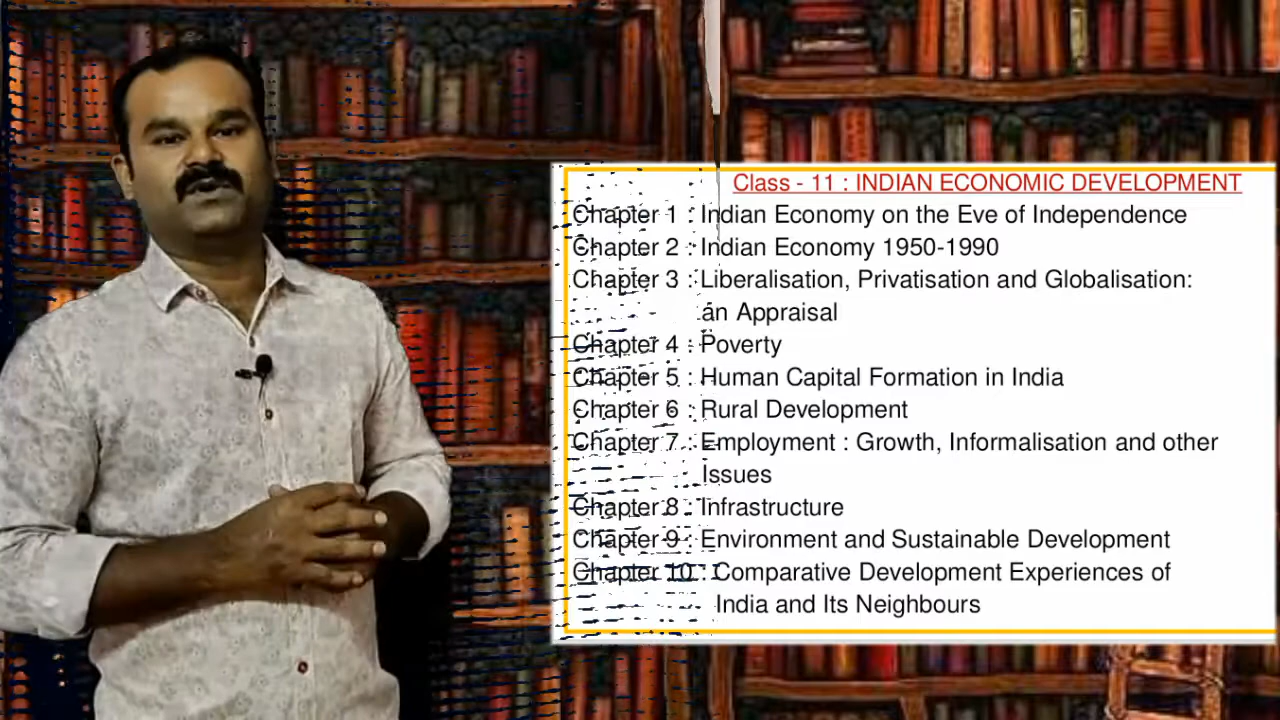 Class - 11 : INDIAN ECONOMIC DEVELOPMENT
Chapter 1 : Indian Economy on the Eve of Independence
Chapter 2 : Indian Economy 1950-1990
Chapter 3 : Liberalisation, Privatisation and Globalisation:
an Appraisal
Chapter 4 : Poverty
Chapter 5 : Human Capital Formation in India
Chapter 6 : Rural Development
Chapter 7 : Employment : Growth, Informalisation and other
Issues
Chapter 8 : Infrastructure
Chapter 9 : Environment and Sustainable Development
Chapter 10 : Comparative Development Experiences of
India and Its Neighbours